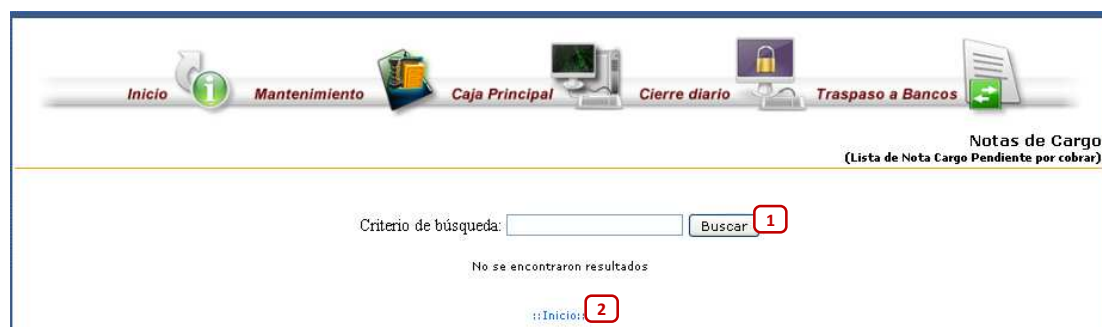 Inicio Mantenimiento Caja Principal Cierre diario Traspaso a Bancos
Notas de Cargo
(Lista de Nota Cargo Pendiente por cobrar)
Criterio de búsqueda: Buscar 1
No se encontraron resultados
::Inicio:: 2